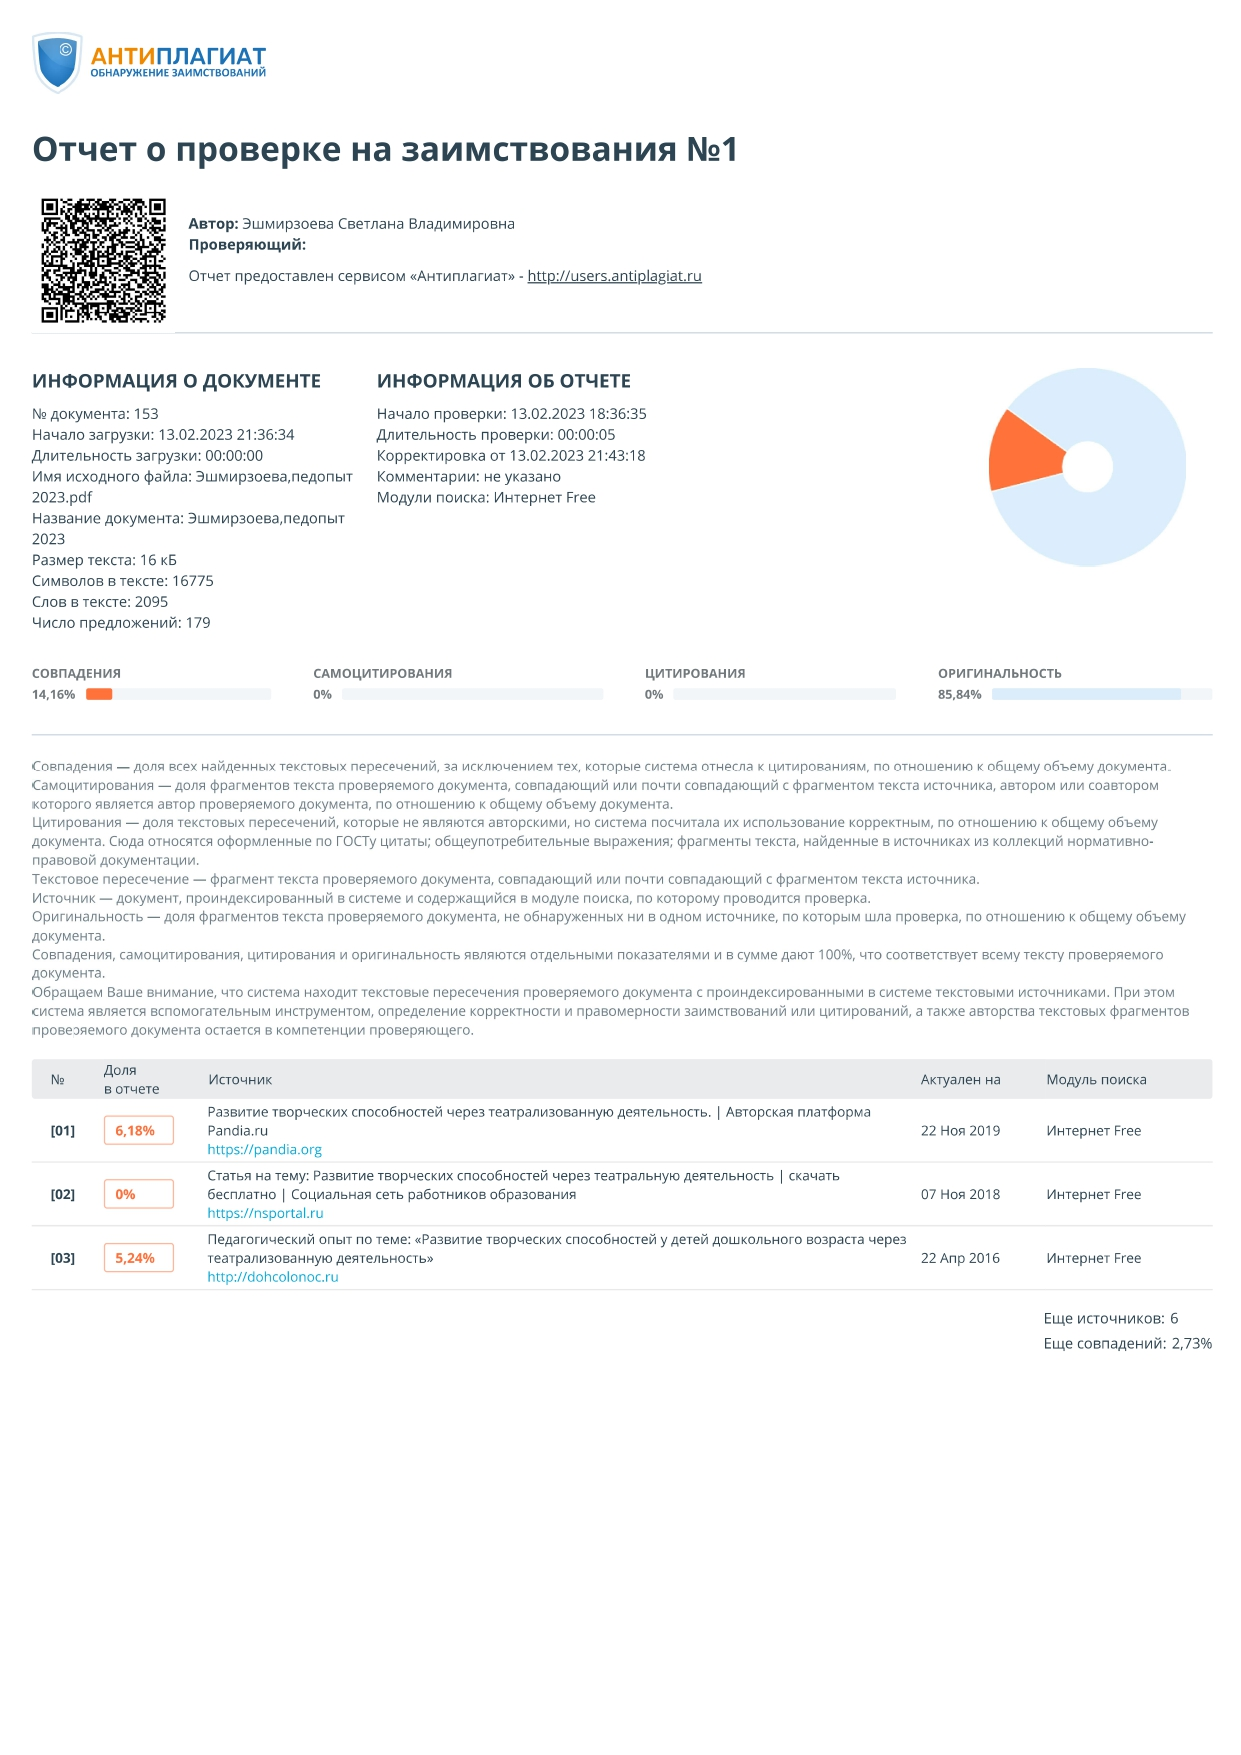 АНТИПЛАГИАТ
ОБНАРУЖЕНИЕ ЗАИМСТВОВАНИЙ
Отчет о проверке на заимствования №1
Автор: Эшмирзоева Светлана Владимировна
Проверяющий:
Отчет предоставлен сервисом «Антиплагиат» - http://users.antiplagiat.ru
ИНФОРМАЦИЯ О ДОКУМЕНТЕ
№ документа: 153
Начало загрузки: 13.02.2023 21:36:34
Длительность загрузки: 00:00:00
Имя исходного файла: Эшмирзоева,педопыт
2023.pdf
Название документа: Эшмирзоева,педопыт
2023
Размер текста: 16 кБ
Символов в тексте: 16775
Слов в тексте: 2095
Число предложений: 179
ИНФОРМАЦИЯ ОБ ОТЧЕТЕ
Начало проверки: 13.02.2023 18:36:35
Длительность проверки: 00:00:05
Корректировка от 13.02.2023 21:43:18
Комментарии: не указано
Модули поиска: Интернет Free
СОВПАДЕНИЯ
14,16%
САМОЦИТИРОВАНИЯ
0%
ЦИТИРОВАНИЯ
0%
ОРИГИНАЛЬНОСТЬ
85,84%
Совпадения — доля всех найденных текстовых пересечений, за исключением тех, которые система отнесла к цитированиям, по отношению к общему объему документа.
Самоцитирования — доля фрагментов текста проверяемого документа, совпадающий или почти совпадающий с фрагментом текста источника, автором или соавтором
которого является автор проверяемого документа, по отношению к общему объему документа.
Цитирования — доля текстовых пересечений, которые не являются авторскими, но система посчитала их использование корректным, по отношению к общему объему
документа. Сюда относятся оформленные по ГОСТу цитаты; общеупотребительные выражения; фрагменты текста, найденные в источниках из коллекций нормативно-
правовой документации.
Текстовое пересечение — фрагмент текста проверяемого документа, совпадающий или почти совпадающий с фрагментом текста источника.
Источник — документ, проиндексированный в системе и содержащийся в модуле поиска, по которому проводится проверка.
Оригинальность — доля фрагментов текста проверяемого документа, не обнаруженных ни в одном источнике, по которым шла проверка, по отношению к общему объему
документа.
Совпадения, самоцитирования, цитирования и оригинальность являются отдельными показателями и в сумме дают 100%, что соответствует всему тексту проверяемого
документа.
Обращаем Ваше внимание, что система находит текстовые пересечения проверяемого документа с проиндексированными в системе текстовыми источниками. При этом
система является вспомогательным инструментом, определение корректности и правомерности заимствований или цитирований, а также авторства текстовых фрагментов
проверяемого документа остается в компетенции проверяющего.
№
Доля
в отчете
Источник
Актуален на
Модуль поиска
[01]
6,18%
Развитие творческих способностей через театрализованную деятельность. | Авторская платформа
Pandia.ru
https://pandia.org
22 Ноя 2019
Интернет Free
[02]
0%
Статья на тему: Развитие творческих способностей через театральную деятельность | скачать
бесплатно | Социальная сеть работников образования
https://nsportal.ru
07 Ноя 2018
Интернет Free
[03]
5,24%
Педагогический опыт по теме: «Развитие творческих способностей у детей дошкольного возраста через
театрализованную деятельность»
http://dohcolonoc.ru
22 Апр 2016
Интернет Free
Еще источников: 6
Еще совпадений: 2,73%